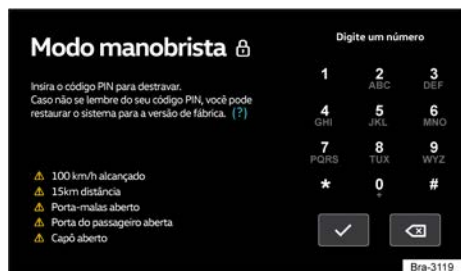 Modo manobrista
Digite um número
Insira o código PIN para destravar.
Caso não se lembre do seu código PIN, você pode
restaurar o sistema para a versão de fábrica. (?)
1 2 3
ABC DEF
4 5 6
GHI JKL MNO
7 8 9
PQRS TUX WYZ
* 0 #
+
100 km/h alcançado
15km distância
Porta-malas aberto
Porta do passageiro aberta
Capô aberto
Bra-3119